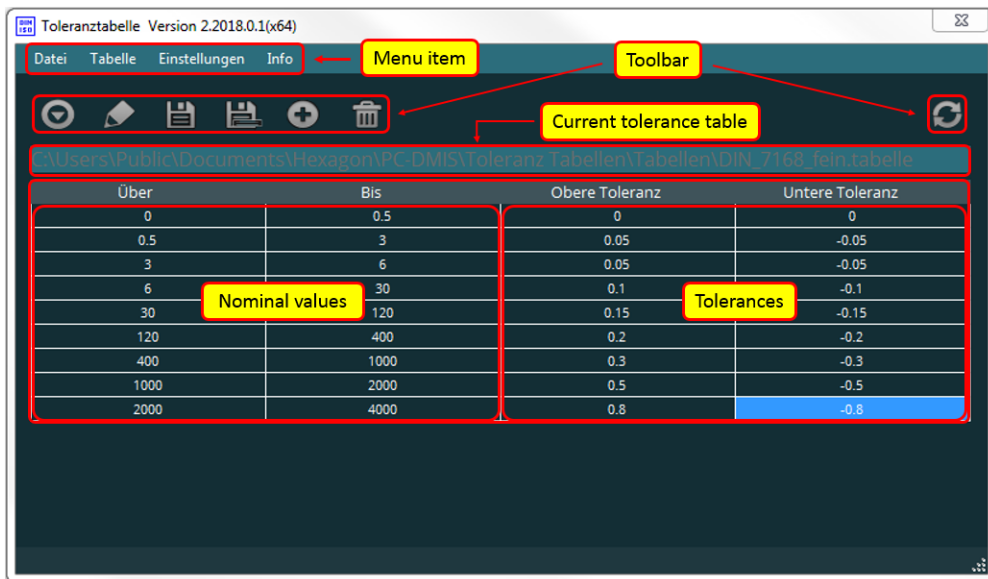 DIN ISO Toleranztabelle Version 2.2018.0.1(x64)
Datei Tabelle Einstellungen Info Menu item Toolbar
Current tolerance table
C:\Users\Public\Documents\Hexagon\PC-DMIS\Toleranz Tabellen\Tabellen\DIN_7168_fein.tabelle
Über Bis Obere Toleranz Untere Toleranz
0 0.5 0 0
0.5 3 0.05 -0.05
3 6 0.05 -0.05
6 30 0.1 -0.1
Nominal values Tolerances
30 120 0.15 -0.15
120 400 0.2 -0.2
400 1000 0.3 -0.3
1000 2000 0.5 -0.5
2000 4000 0.8 -0.8